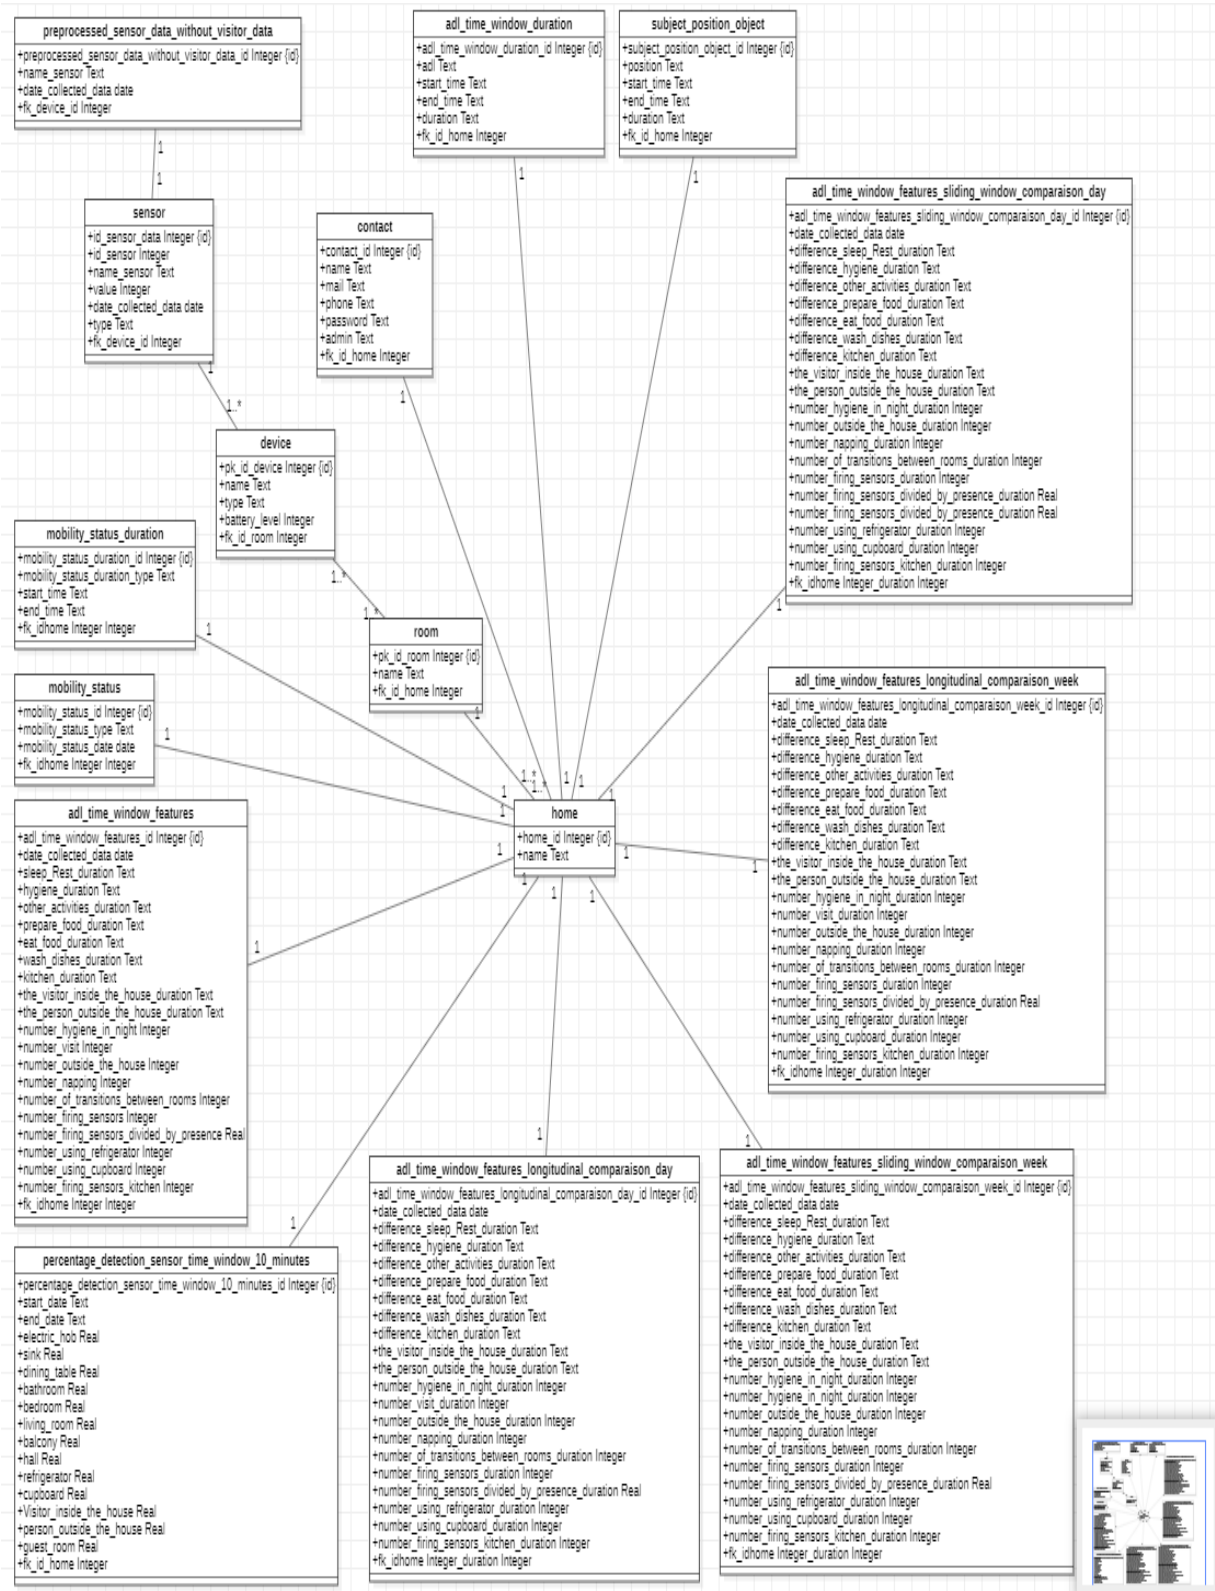 preprocessed_sensor_data_without_visitor_data
+preprocessed_sensor_data_without_visitor_data_id Integer {id}
+name_sensor Text
+date_collected_data date
+fk_device_id Integer
1
1
adl_time_window_duration
+adl_time_window_duration_id Integer {id}
+adl Text
+start_time Text
+end_time Text
+duration Text
+fk_id_home Integer
1
subject_position_object
+subject_position_object_id Integer {id}
+position Text
+start_time Text
+end_time Text
+duration Text
+fk_id_home Integer
1
sensor
+id_sensor_data Integer {id}
+id_sensor Integer
+name_sensor Text
+value Integer
+date_collected_data date
+type Text
+fk_device_id Integer
1
1..*
contact
+contact_id Integer {id}
+name Text
+mail Text
+phone Text
+password Text
+admin Text
+fk_id_home Integer
1
adl_time_window_features_sliding_window_comparaison_day
+adl_time_window_features_sliding_window_comparaison_day_id Integer {id}
+date_collected_data date
+difference_sleep_Rest_duration Text
+difference_hygiene_duration Text
+difference_other_activities_duration Text
+difference_prepare_food_duration Text
+difference_eat_food_duration Text
+difference_wash_dishes_duration Text
+difference_kitchen_duration Text
+the_visitor_inside_the_house_duration Text
+the_person_outside_the_house_duration Text
+number_hygiene_in_night_duration Integer
+number_outside_the_house_duration Integer
+number_napping_duration Integer
+number_of_transitions_between_rooms_duration Integer
+number_firing_sensors_duration Integer
+number_firing_sensors_divided_by_presence_duration Real
+number_firing_sensors_divided_by_presence_duration Real
+number_using_refrigerator_duration Integer
+number_using_cupboard_duration Integer
+number_firing_sensors_kitchen_duration Integer
+fk_idhome Integer_duration Integer
1
device
+pk_id_device Integer {id}
+name Text
+type Text
+battery_level Integer
+fk_id_room Integer
1..*
1..*
mobility_status_duration
+mobility_status_duration_id Integer {id}
+mobility_status_duration_type Text
+start_time Text
+end_time Text
+fk_idhome Integer Integer
1
room
+pk_id_room Integer {id}
+name Text
+fk_id_home Integer
1
mobility_status
+mobility_status_id Integer {id}
+mobility_status_type Text
+mobility_status_date date
+fk_idhome Integer Integer
1
adl_time_window_features_longitudinal_comparaison_week
+adl_time_window_features_longitudinal_comparaison_week_id Integer {id}
+date_collected_data date
+difference_sleep_Rest_duration Text
+difference_hygiene_duration Text
+difference_other_activities_duration Text
+difference_prepare_food_duration Text
+difference_eat_food_duration Text
+difference_wash_dishes_duration Text
+difference_kitchen_duration Text
+the_visitor_inside_the_house_duration Text
+the_person_outside_the_house_duration Text
+number_hygiene_in_night_duration Integer
+number_visit_duration Integer
+number_outside_the_house_duration Integer
+number_napping_duration Integer
+number_of_transitions_between_rooms_duration Integer
+number_firing_sensors_duration Integer
+number_firing_sensors_divided_by_presence_duration Real
+number_using_refrigerator_duration Integer
+number_using_cupboard_duration Integer
+number_firing_sensors_kitchen_duration Integer
+fk_idhome Integer_duration Integer
1
1..*
1..*
1
1
1
1
1
1
1
1
1
1
1
home
+home_id Integer {id}
+name Text
adl_time_window_features
+adl_time_window_features_id Integer {id}
+date_collected_data date
+sleep_Rest_duration Text
+hygiene_duration Text
+other_activities_duration Text
+prepare_food_duration Text
+eat_food_duration Text
+wash_dishes_duration Text
+kitchen_duration Text
+the_visitor_inside_the_house_duration Text
+the_person_outside_the_house_duration Text
+number_hygiene_in_night Integer
+number_visit Integer
+number_outside_the_house Integer
+number_napping Integer
+number_of_transitions_between_rooms Integer
+number_firing_sensors Integer
+number_firing_sensors_divided_by_presence Real
+number_using_refrigerator Integer
+number_using_cupboard Integer
+number_firing_sensors_kitchen Integer
+fk_idhome Integer Integer
1
percentage_detection_sensor_time_window_10_minutes
+percentage_detection_sensor_time_window_10_minutes_id Integer {id}
+start_date Text
+end_date Text
+electric_hob Real
+sink Real
+dining_table Real
+bathroom Real
+bedroom Real
+living_room Real
+balcony Real
+hall Real
+refrigerator Real
+cupboard Real
+Visitor_inside_the_house Real
+person_outside_the_house Real
+guest_room Real
+fk_id_home Integer
1
adl_time_window_features_longitudinal_comparaison_day
+adl_time_window_features_longitudinal_comparaison_day_id Integer {id}
+date_collected_data date
+difference_sleep_Rest_duration Text
+difference_hygiene_duration Text
+difference_other_activities_duration Text
+difference_prepare_food_duration Text
+difference_eat_food_duration Text
+difference_wash_dishes_duration Text
+difference_kitchen_duration Text
+the_visitor_inside_the_house_duration Text
+the_person_outside_the_house_duration Text
+number_hygiene_in_night_duration Integer
+number_visit_duration Integer
+number_outside_the_house_duration Integer
+number_napping_duration Integer
+number_of_transitions_between_rooms_duration Integer
+number_firing_sensors_duration Integer
+number_firing_sensors_divided_by_presence_duration Real
+number_using_refrigerator_duration Integer
+number_using_cupboard_duration Integer
+number_firing_sensors_kitchen_duration Integer
+fk_idhome Integer_duration Integer
1
adl_time_window_features_sliding_window_comparaison_week
+adl_time_window_features_sliding_window_comparaison_week_id Integer {id}
+date_collected_data date
+difference_sleep_Rest_duration Text
+difference_hygiene_duration Text
+difference_other_activities_duration Text
+difference_prepare_food_duration Text
+difference_eat_food_duration Text
+difference_wash_dishes_duration Text
+difference_kitchen_duration Text
+the_visitor_inside_the_house_duration Text
+the_person_outside_the_house_duration Text
+number_hygiene_in_night_duration Integer
+number_hygiene_in_night_duration Integer
+number_outside_the_house_duration Integer
+number_napping_duration Integer
+number_of_transitions_between_rooms_duration Integer
+number_firing_sensors_duration Integer
+number_firing_sensors_divided_by_presence_duration Real
+number_using_refrigerator_duration Integer
+number_using_cupboard_duration Integer
+number_firing_sensors_kitchen_duration Integer
+fk_idhome Integer_duration Integer
1